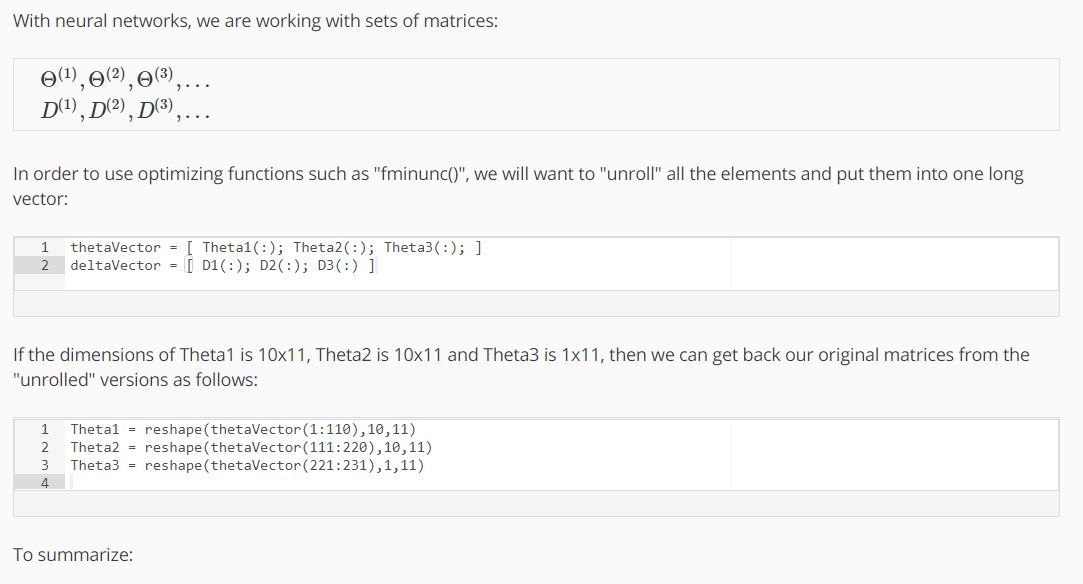 With neural networks, we are working with sets of matrices:
Θ⁽¹⁾, Θ⁽²⁾, Θ⁽³⁾, ...
D⁽¹⁾, D⁽²⁾, D⁽³⁾, ...
In order to use optimizing functions such as "fminunc()", we will want to "unroll" all the elements and put them into one long
vector:
1 thetaVector = [ Theta1(:); Theta2(:); Theta3(:); ]
2 deltaVector = [ D1(:); D2(:); D3(:) ]
If the dimensions of Theta1 is 10x11, Theta2 is 10x11 and Theta3 is 1x11, then we can get back our original matrices from the
"unrolled" versions as follows:
1 Theta1 = reshape(thetaVector(1:110),10,11)
2 Theta2 = reshape(thetaVector(111:220),10,11)
3 Theta3 = reshape(thetaVector(221:231),1,11)
4
To summarize: